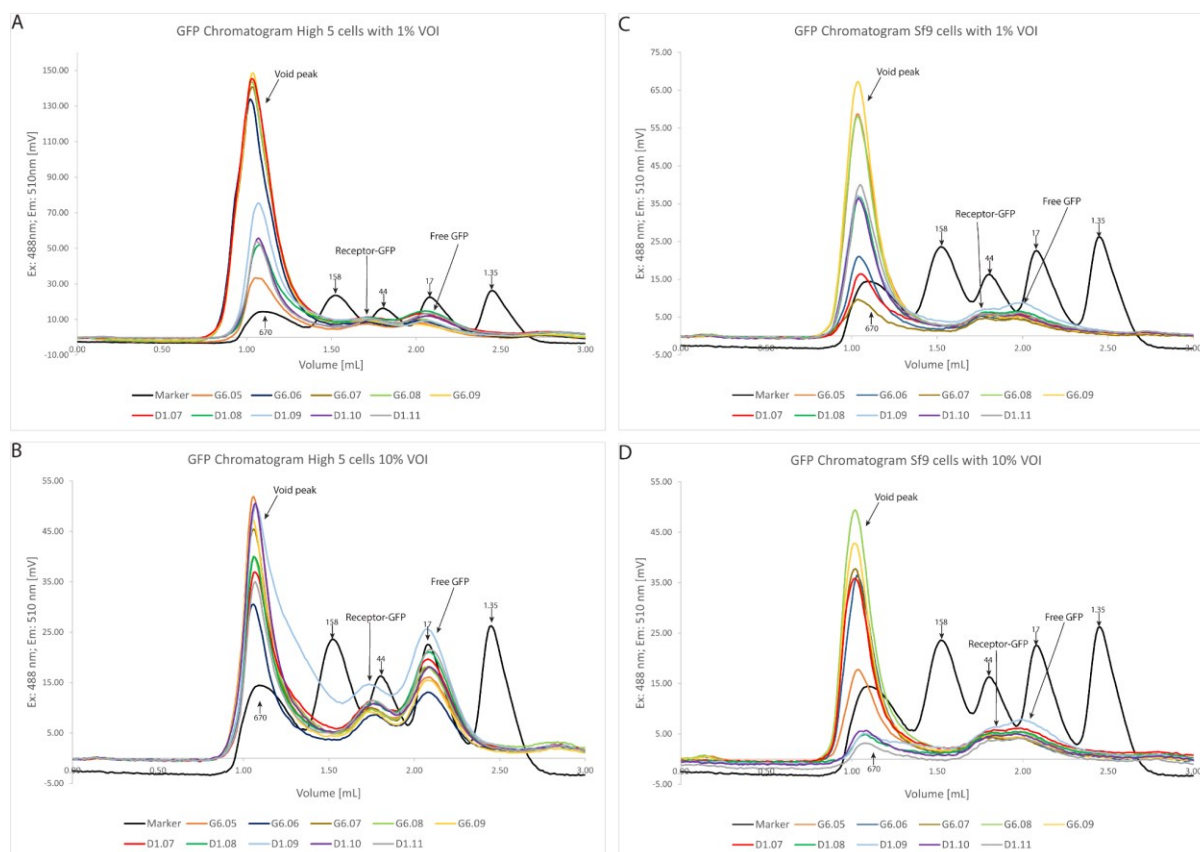 A
GFP Chromatogram High 5 cells with 1% VOI
Ex: 488nm; Em: 510nm [mV]
150.00
130.00
110.00
90.00
70.00
50.00
30.00
10.00
-10.00
Void peak
158
Receptor-GFP
44
Free GFP
17
1.35
670
0.00 0.50 1.00 1.50 2.00 2.50 3.00
Volume [mL]
Marker G6.05 G6.06 G6.07 G6.08 G6.09
D1.07 D1.08 D1.09 D1.10 D1.11
B
GFP Chromatogram High 5 cells 10% VOI
Ex: 488 nm; Em: 510 nm [mV]
55.00
45.00
35.00
25.00
15.00
5.00
-5.00
Void peak
158
Receptor-GFP
44
Free GFP
17
1.35
670
0.00 0.50 1.00 1.50 2.00 2.50 3.00
Volume [mL]
Marker G6.05 G6.06 G6.07 G6.08 G6.09
D1.07 D1.08 D1.09 D1.10 D1.11
C
GFP Chromatogram Sf9 cells with 1% VOI
Ex: 488nm; Em: 510 nm [mV]
75.00
65.00
55.00
45.00
35.00
25.00
15.00
5.00
-5.00
Void peak
158
Receptor-GFP
44
Free GFP
17
1.35
670
0.00 0.50 1.00 1.50 2.00 2.50 3.00
Volume [mL]
Marker G6.05 G6.06 G6.07 G6.08 G6.09
D1.07 D1.08 D1.09 D1.10 D1.11
D
GFP Chromatogram Sf9 cells with 10% VOI
Ex: 488 nm; Em: 510 nm [mV]
55.00
45.00
35.00
25.00
15.00
5.00
-5.00
Void peak
158
Receptor-GFP
44
Free GFP
17
1.35
670
0.00 0.50 1.00 1.50 2.00 2.50 3.00
Volume [mL]
Marker G6.05 G6.06 G6.07 G6.08 G6.09
D1.07 D1.08 D1.09 D1.10 D1.11